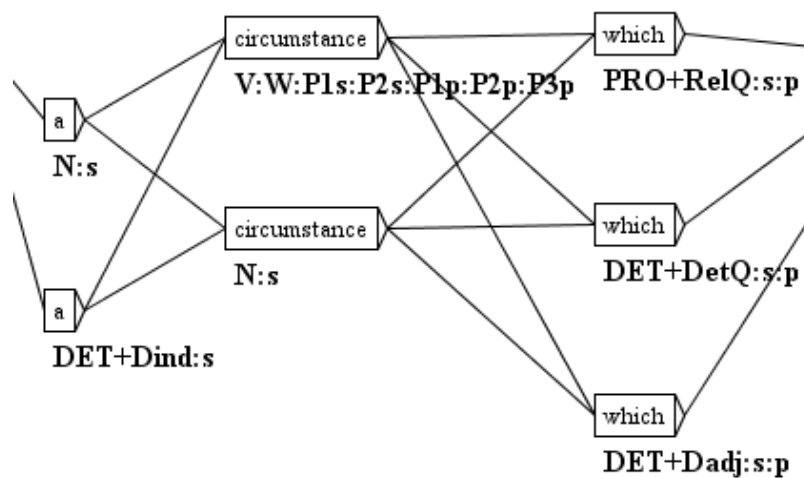 circumstance
V:W:P1s:P2s:P1p:P2p:P3p
which
PRO+RelQ:s:p
a
N:s
circumstance
N:s
which
DET+DetQ:s:p
a
DET+Dind:s
which
DET+Dadj:s:p